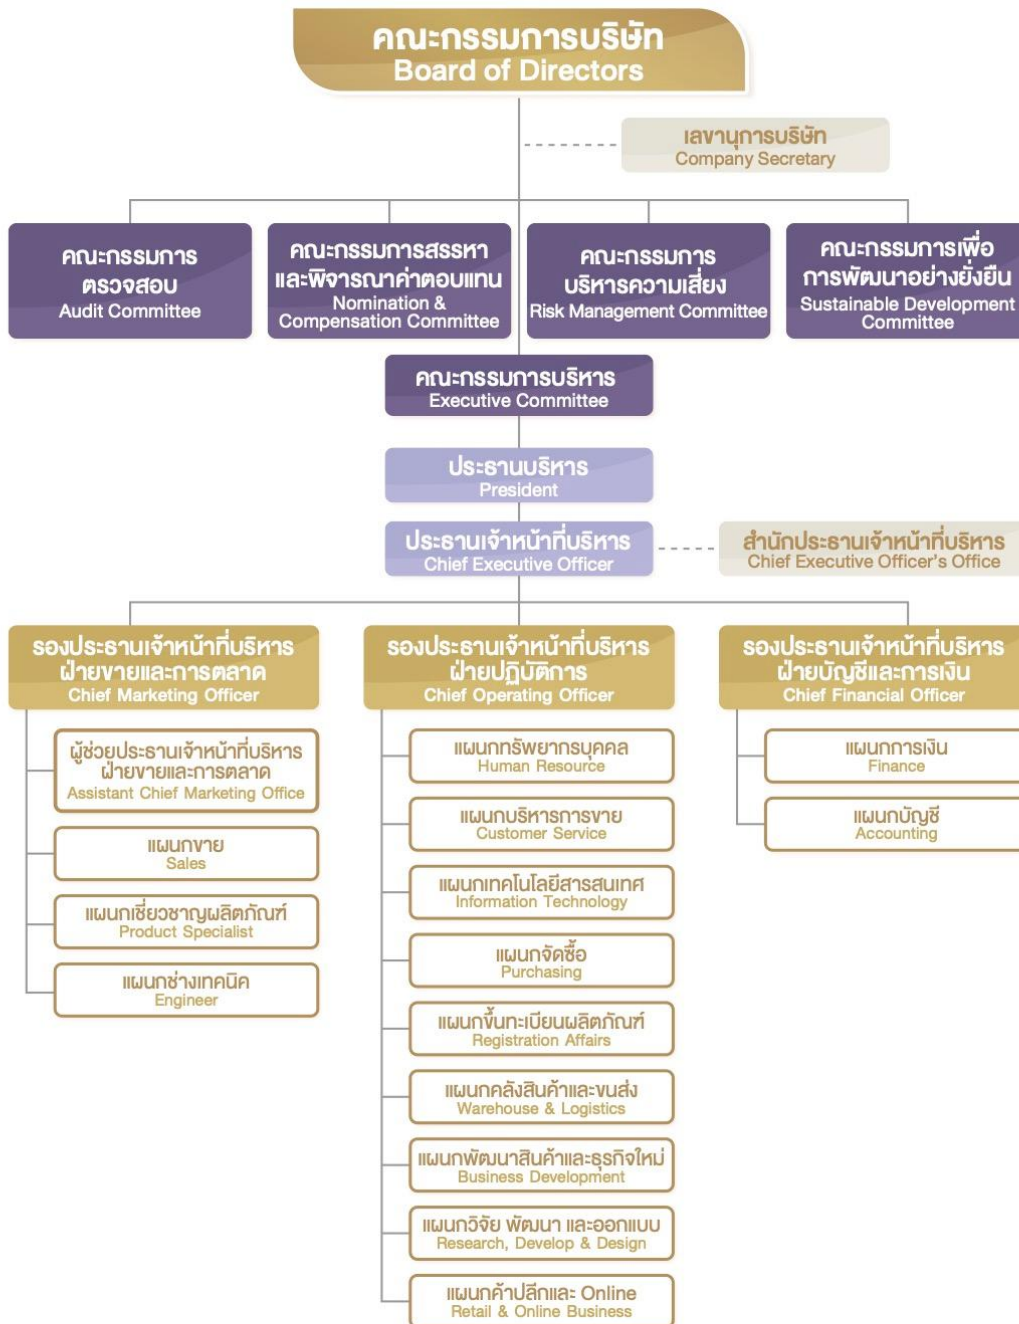 คณะกรรมการบริษัท
Board of Directors
เลขานุการบริษัท
Company Secretary
คณะกรรมการ
ตรวจสอบ
Audit Committee
คณะกรรมการสรรหา
และพิจารณาค่าตอบแทน
Nomination &
Compensation Committee
คณะกรรมการ
บริหารความเสี่ยง
Risk Management Committee
คณะกรรมการเพื่อ
การพัฒนาอย่างยั่งยืน
Sustainable Development
Committee
คณะกรรมการบริหาร
Executive Committee
ประธานบริหาร
President
ประธานเจ้าหน้าที่บริหาร
Chief Executive Officer
สำนักประธานเจ้าหน้าที่บริหาร
Chief Executive Officer's Office
รองประธานเจ้าหน้าที่บริหาร
ฝ่ายขายและการตลาด
Chief Marketing Officer
ผู้ช่วยประธานเจ้าหน้าที่บริหาร
ฝ่ายขายและการตลาด
Assistant Chief Marketing Office
แผนกขาย
Sales
แผนกเชี่ยวชาญผลิตภัณฑ์
Product Specialist
แผนกช่างเทคนิค
Engineer
รองประธานเจ้าหน้าที่บริหาร
ฝ่ายปฏิบัติการ
Chief Operating Officer
แผนกทรัพยากรบุคคล
Human Resource
แผนกบริหารการขาย
Customer Service
แผนกเทคโนโลยีสารสนเทศ
Information Technology
แผนกจัดซื้อ
Purchasing
แผนกขึ้นทะเบียนผลิตภัณฑ์
Registration Affairs
แผนกคลังสินค้าและขนส่ง
Warehouse & Logistics
แผนกพัฒนาสินค้าและธุรกิจใหม่
Business Development
แผนกวิจัย พัฒนา และออกแบบ
Research, Develop & Design
แผนกค้าปลีกและ Online
Retail & Online Business
รองประธานเจ้าหน้าที่บริหาร
ฝ่ายบัญชีและการเงิน
Chief Financial Officer
แผนกการเงิน
Finance
แผนกบัญชี
Accounting